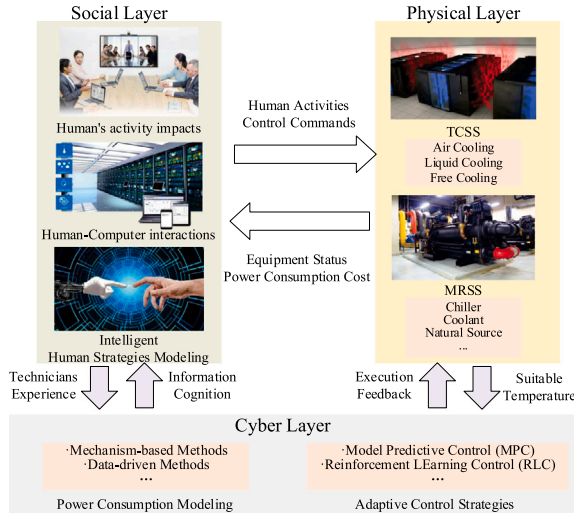 Social Layer
Human's activity impacts
Human-Computer interactions
Intelligent
Human Strategies Modeling
Human Activities
Control Commands
Equipment Status
Power Consumption Cost
Physical Layer
TCSS
Air Cooling
Liquid Cooling
Free Cooling
MRSS
Chiller
Coolant
Natural Source
...
Technicians
Experience
Information
Cognition
Execution
Feedback
Suitable
Temperature
Cyber Layer
·Mechanism-based Methods
·Data-driven Methods
...
Power Consumption Modeling
·Model Predictive Control (MPC)
·Reinforcement LEarning Control (RLC)
...
Adaptive Control Strategies